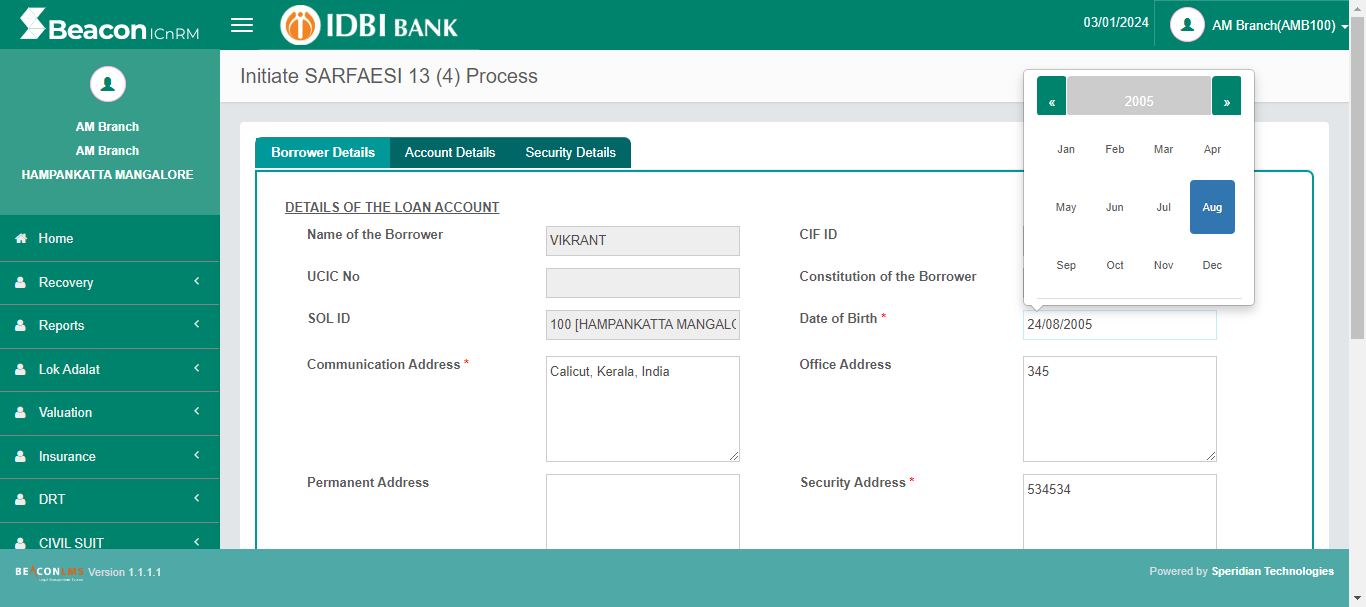 Beacon ICnRM
IDBI BANK
03/01/2024
AM Branch(AMB100)
AM Branch
AM Branch
HAMPANKATTA MANGALORE
Home
Recovery
Reports
Lok Adalat
Valuation
Insurance
DRT
CIVIL SUIT
Initiate SARFAESI 13 (4) Process
Borrower Details Account Details Security Details
DETAILS OF THE LOAN ACCOUNT
Name of the Borrower VIKRANT CIF ID
UCIC No Constitution of the Borrower
SOL ID 100 [HAMPANKATTA MANGALO Date of Birth * 24/08/2005
Communication Address * Calicut, Kerala, India Office Address 345
Permanent Address Security Address * 534534
« 2005 »
Jan Feb Mar Apr
May Jun Jul Aug
Sep Oct Nov Dec
BEACONLMS Version 1.1.1.1
Powered by Speridian Technologies